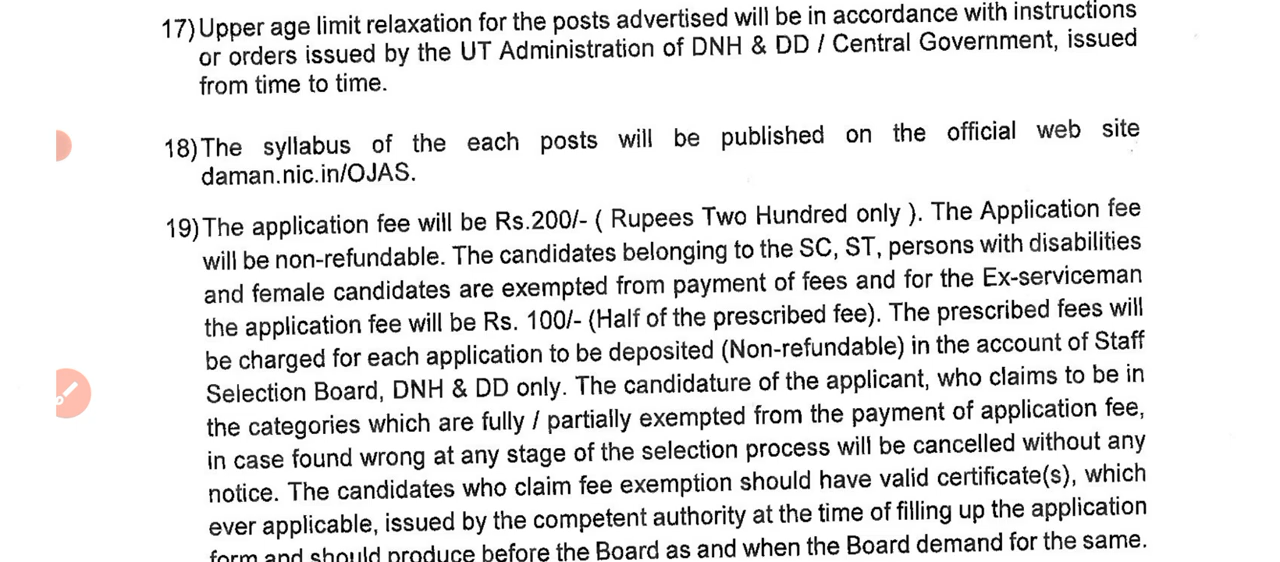 17) Upper age limit relaxation for the posts advertised will be in accordance with instructions
or orders issued by the UT Administration of DNH & DD / Central Government, issued
from time to time.
18) The syllabus of the each posts will be published on the official web site
daman.nic.in/OJAS.
19) The application fee will be Rs.200/- ( Rupees Two Hundred only ). The Application fee
will be non-refundable. The candidates belonging to the SC, ST, persons with disabilities
and female candidates are exempted from payment of fees and for the Ex-serviceman
the application fee will be Rs. 100/- (Half of the prescribed fee). The prescribed fees will
be charged for each application to be deposited (Non-refundable) in the account of Staff
Selection Board, DNH & DD only. The candidature of the applicant, who claims to be in
the categories which are fully / partially exempted from the payment of application fee,
in case found wrong at any stage of the selection process will be cancelled without any
notice. The candidates who claim fee exemption should have valid certificate(s), which
ever applicable, issued by the competent authority at the time of filling up the application
form and should produce before the Board as and when the Board demand for the same.